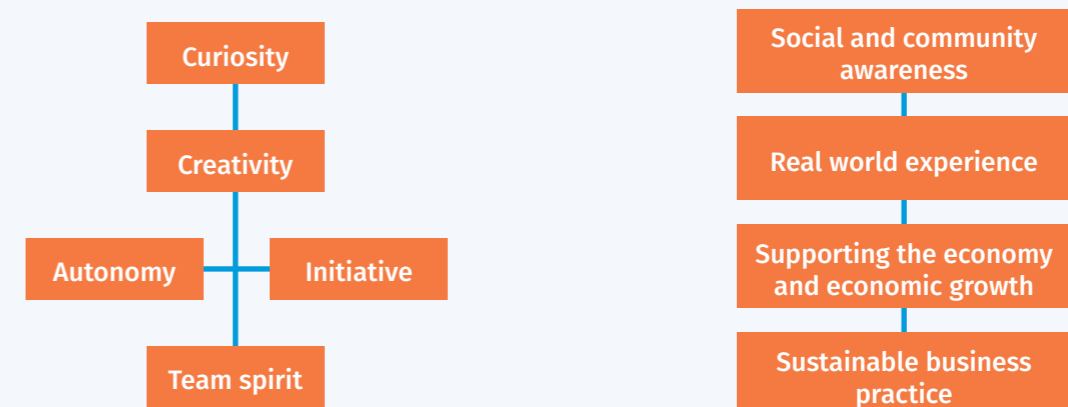 Curiosity
Creativity
Autonomy
Initiative
Team spirit
Social and community
awareness
Real world experience
Supporting the economy
and economic growth
Sustainable business
practice